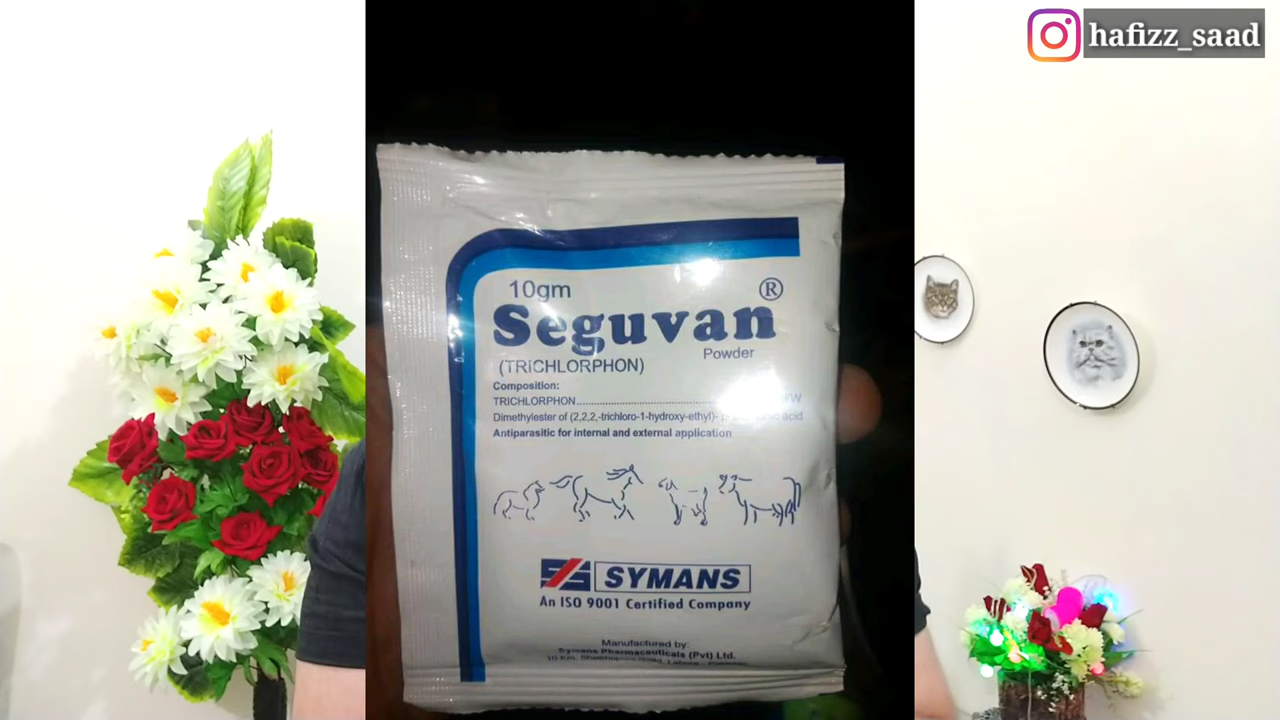 hafizz_saad
10gm
Seguvan®
Powder
(TRICHLORPHON)
Composition:
TRICHLORPHON
Dimethylester of (2,2,2,-trichloro-1-hydroxy-ethyl)- acid
Antiparasitic for internal and external application
SYMANS
An ISO 9001 Certified Company
Manufactured by:
Symans Pharmaceuticals (Pvt) Ltd.